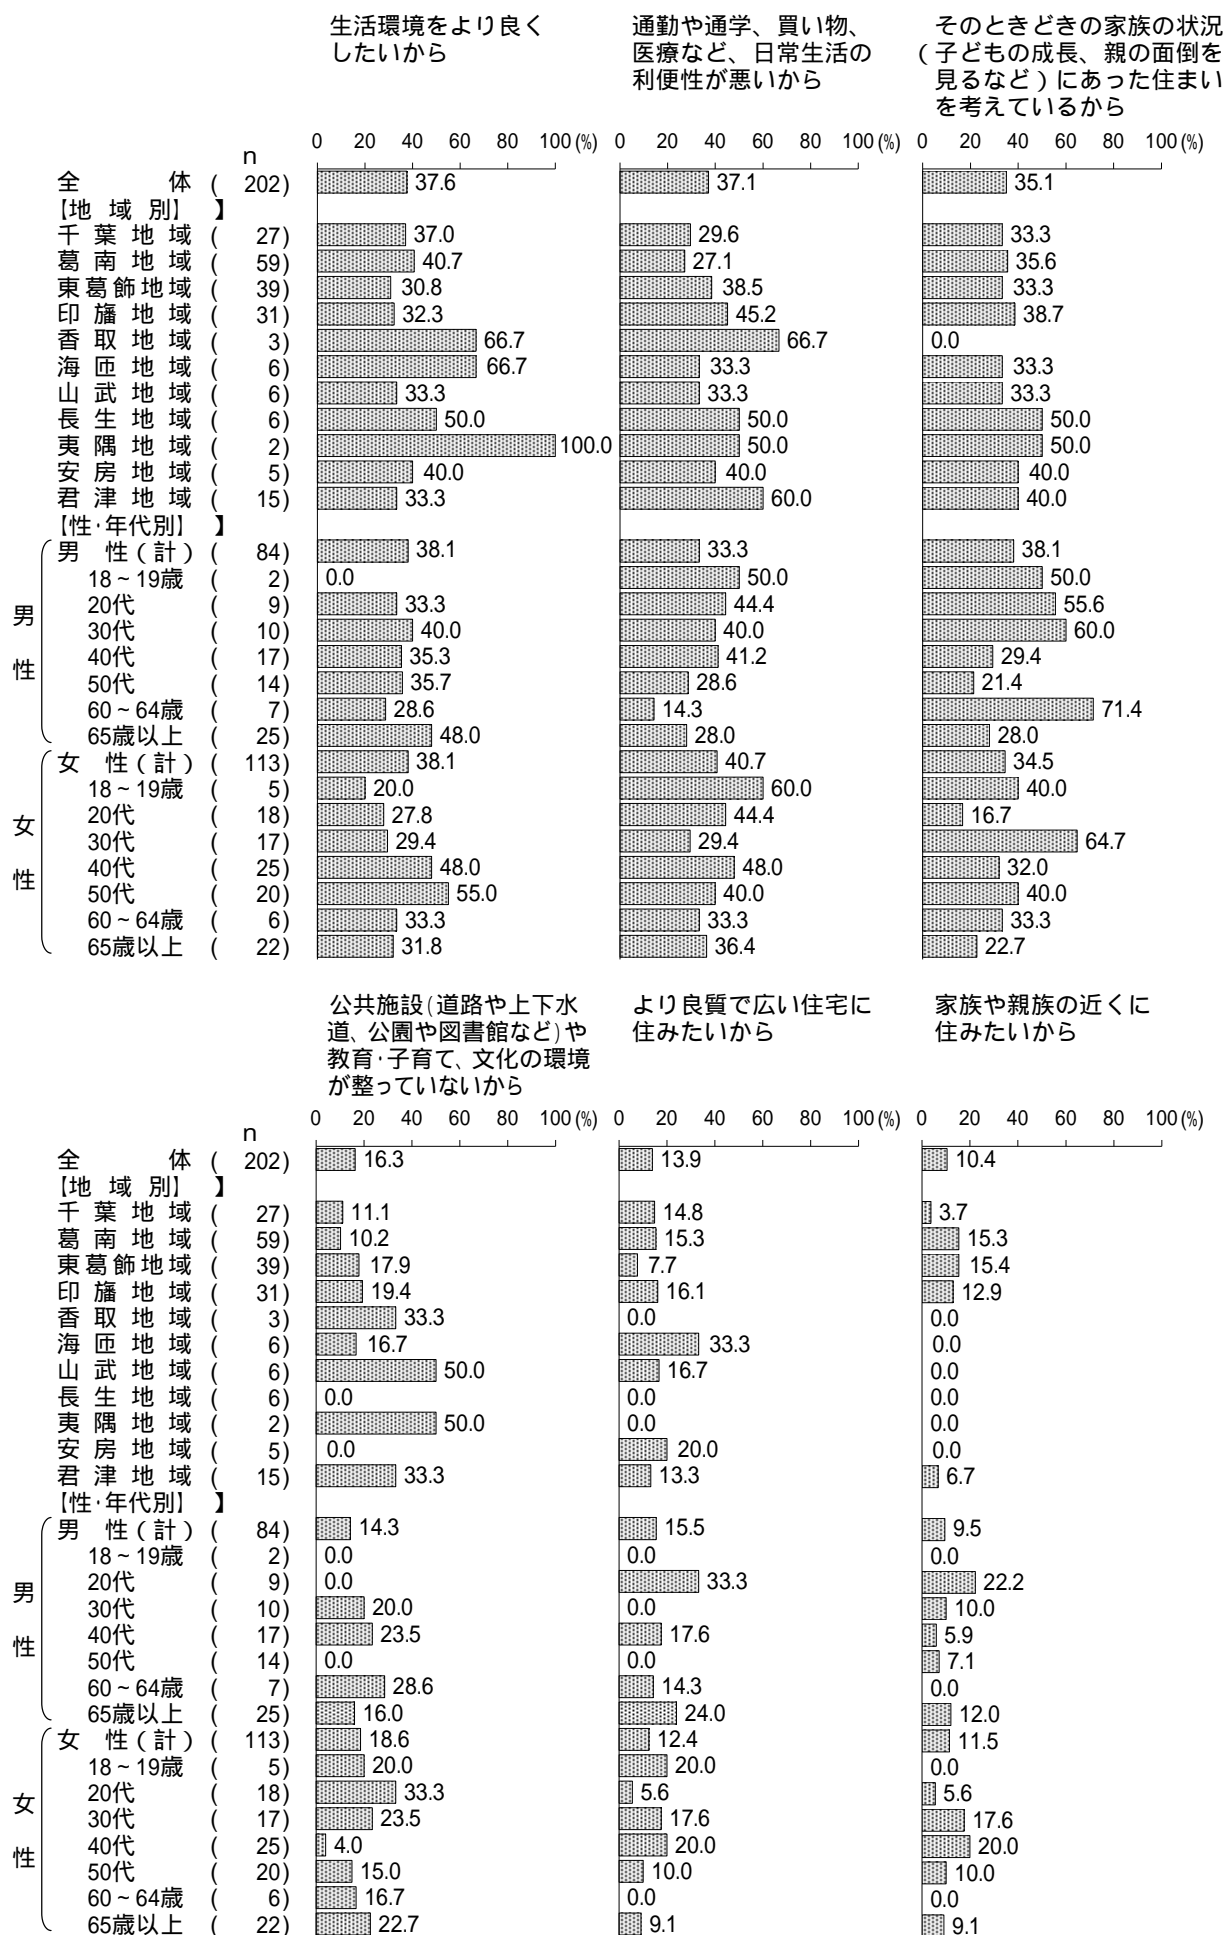 生活環境をより良く
したいから
通勤や通学、買い物、
医療など、日常生活の
利便性が悪いから
そのときどきの家族の状況
(子どもの成長、親の面倒を
見るなど)にあった住まい
を考えているから
0 20 40 60 80 100(%) 0 20 40 60 80 100(%) 0 20 40 60 80 100(%)
n
全体 ( 202) 37.6 37.1 35.1
【地域別】 】
千葉地域 ( 27) 37.0 29.6 33.3
葛南地域 ( 59) 40.7 27.1 35.6
東葛飾地域 ( 39) 30.8 38.5 33.3
印旛地域 ( 31) 32.3 45.2 38.7
香取地域 ( 3) 66.7 66.7 0.0
海匝地域 ( 6) 66.7 33.3 33.3
山武地域 ( 6) 33.3 33.3 33.3
長生地域 ( 6) 50.0 50.0 50.0
夷隅地域 ( 2) 100.0 50.0 50.0
安房地域 ( 5) 40.0 40.0 40.0
君津地域 ( 15) 33.3 60.0 40.0
【性・年代別】 】
男性
男性(計) ( 84) 38.1 33.3 38.1
18~19歳 ( 2) 0.0 50.0 50.0
20代 ( 9) 33.3 44.4 55.6
30代 ( 10) 40.0 40.0 60.0
40代 ( 17) 35.3 41.2 29.4
50代 ( 14) 35.7 28.6 21.4
60~64歳 ( 7) 28.6 14.3 71.4
65歳以上 ( 25) 48.0 28.0 28.0
女性
女性(計) ( 113) 38.1 40.7 34.5
18~19歳 ( 5) 20.0 60.0 40.0
20代 ( 18) 27.8 44.4 16.7
30代 ( 17) 29.4 29.4 64.7
40代 ( 25) 48.0 48.0 32.0
50代 ( 20) 55.0 40.0 40.0
60~64歳 ( 6) 33.3 33.3 33.3
65歳以上 ( 22) 31.8 36.4 22.7
公共施設(道路や上下水
道、公園や図書館など)や
教育・子育て、文化の環境
が整っていないから
より良質で広い住宅に
住みたいから
家族や親族の近くに
住みたいから
0 20 40 60 80 100(%) 0 20 40 60 80 100(%) 0 20 40 60 80 100(%)
n
全体 ( 202) 16.3 13.9 10.4
【地域別】 】
千葉地域 ( 27) 11.1 14.8 3.7
葛南地域 ( 59) 10.2 15.3 15.3
東葛飾地域 ( 39) 17.9 7.7 15.4
印旛地域 ( 31) 19.4 16.1 12.9
香取地域 ( 3) 33.3 0.0 0.0
海匝地域 ( 6) 16.7 33.3 0.0
山武地域 ( 6) 50.0 16.7 0.0
長生地域 ( 6) 0.0 0.0 0.0
夷隅地域 ( 2) 50.0 0.0 0.0
安房地域 ( 5) 0.0 20.0 0.0
君津地域 ( 15) 33.3 13.3 6.7
【性・年代別】 】
男性
男性(計) ( 84) 14.3 15.5 9.5
18~19歳 ( 2) 0.0 0.0 0.0
20代 ( 9) 0.0 33.3 22.2
30代 ( 10) 20.0 0.0 10.0
40代 ( 17) 23.5 17.6 5.9
50代 ( 14) 0.0 0.0 7.1
60~64歳 ( 7) 28.6 14.3 0.0
65歳以上 ( 25) 16.0 24.0 12.0
女性
女性(計) ( 113) 18.6 12.4 11.5
18~19歳 ( 5) 20.0 20.0 0.0
20代 ( 18) 33.3 5.6 5.6
30代 ( 17) 23.5 17.6 17.6
40代 ( 25) 4.0 20.0 20.0
50代 ( 20) 15.0 10.0 10.0
60~64歳 ( 6) 16.7 0.0 0.0
65歳以上 ( 22) 22.7 9.1 9.1